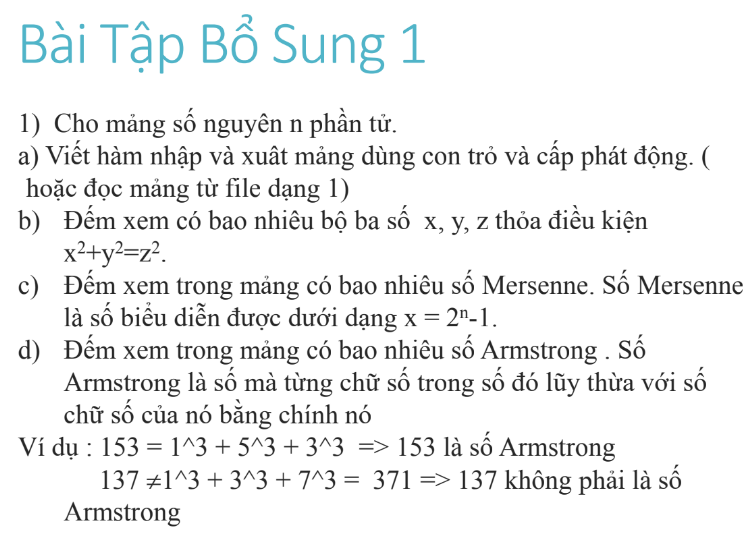 Bài Tập Bổ Sung 1
1) Cho mảng số nguyên n phần tử.
a) Viết hàm nhập và xuât mảng dùng con trỏ và cấp phát động. (
hoặc đọc mảng từ file dạng 1)
b) Đếm xem có bao nhiêu bộ ba số x, y, z thỏa điều kiện
x²+y²=z².
c) Đếm xem trong mảng có bao nhiêu số Mersenne. Số Mersenne
là số biểu diễn được dưới dạng x = 2ⁿ-1.
d) Đếm xem trong mảng có bao nhiêu số Armstrong . Số
Armstrong là số mà từng chữ số trong số đó lũy thừa với số
chữ số của nó bằng chính nó
Ví dụ : 153 = 1^3 + 5^3 + 3^3 => 153 là số Armstrong
137 ≠1^3 + 3^3 + 7^3 = 371 => 137 không phải là số
Armstrong